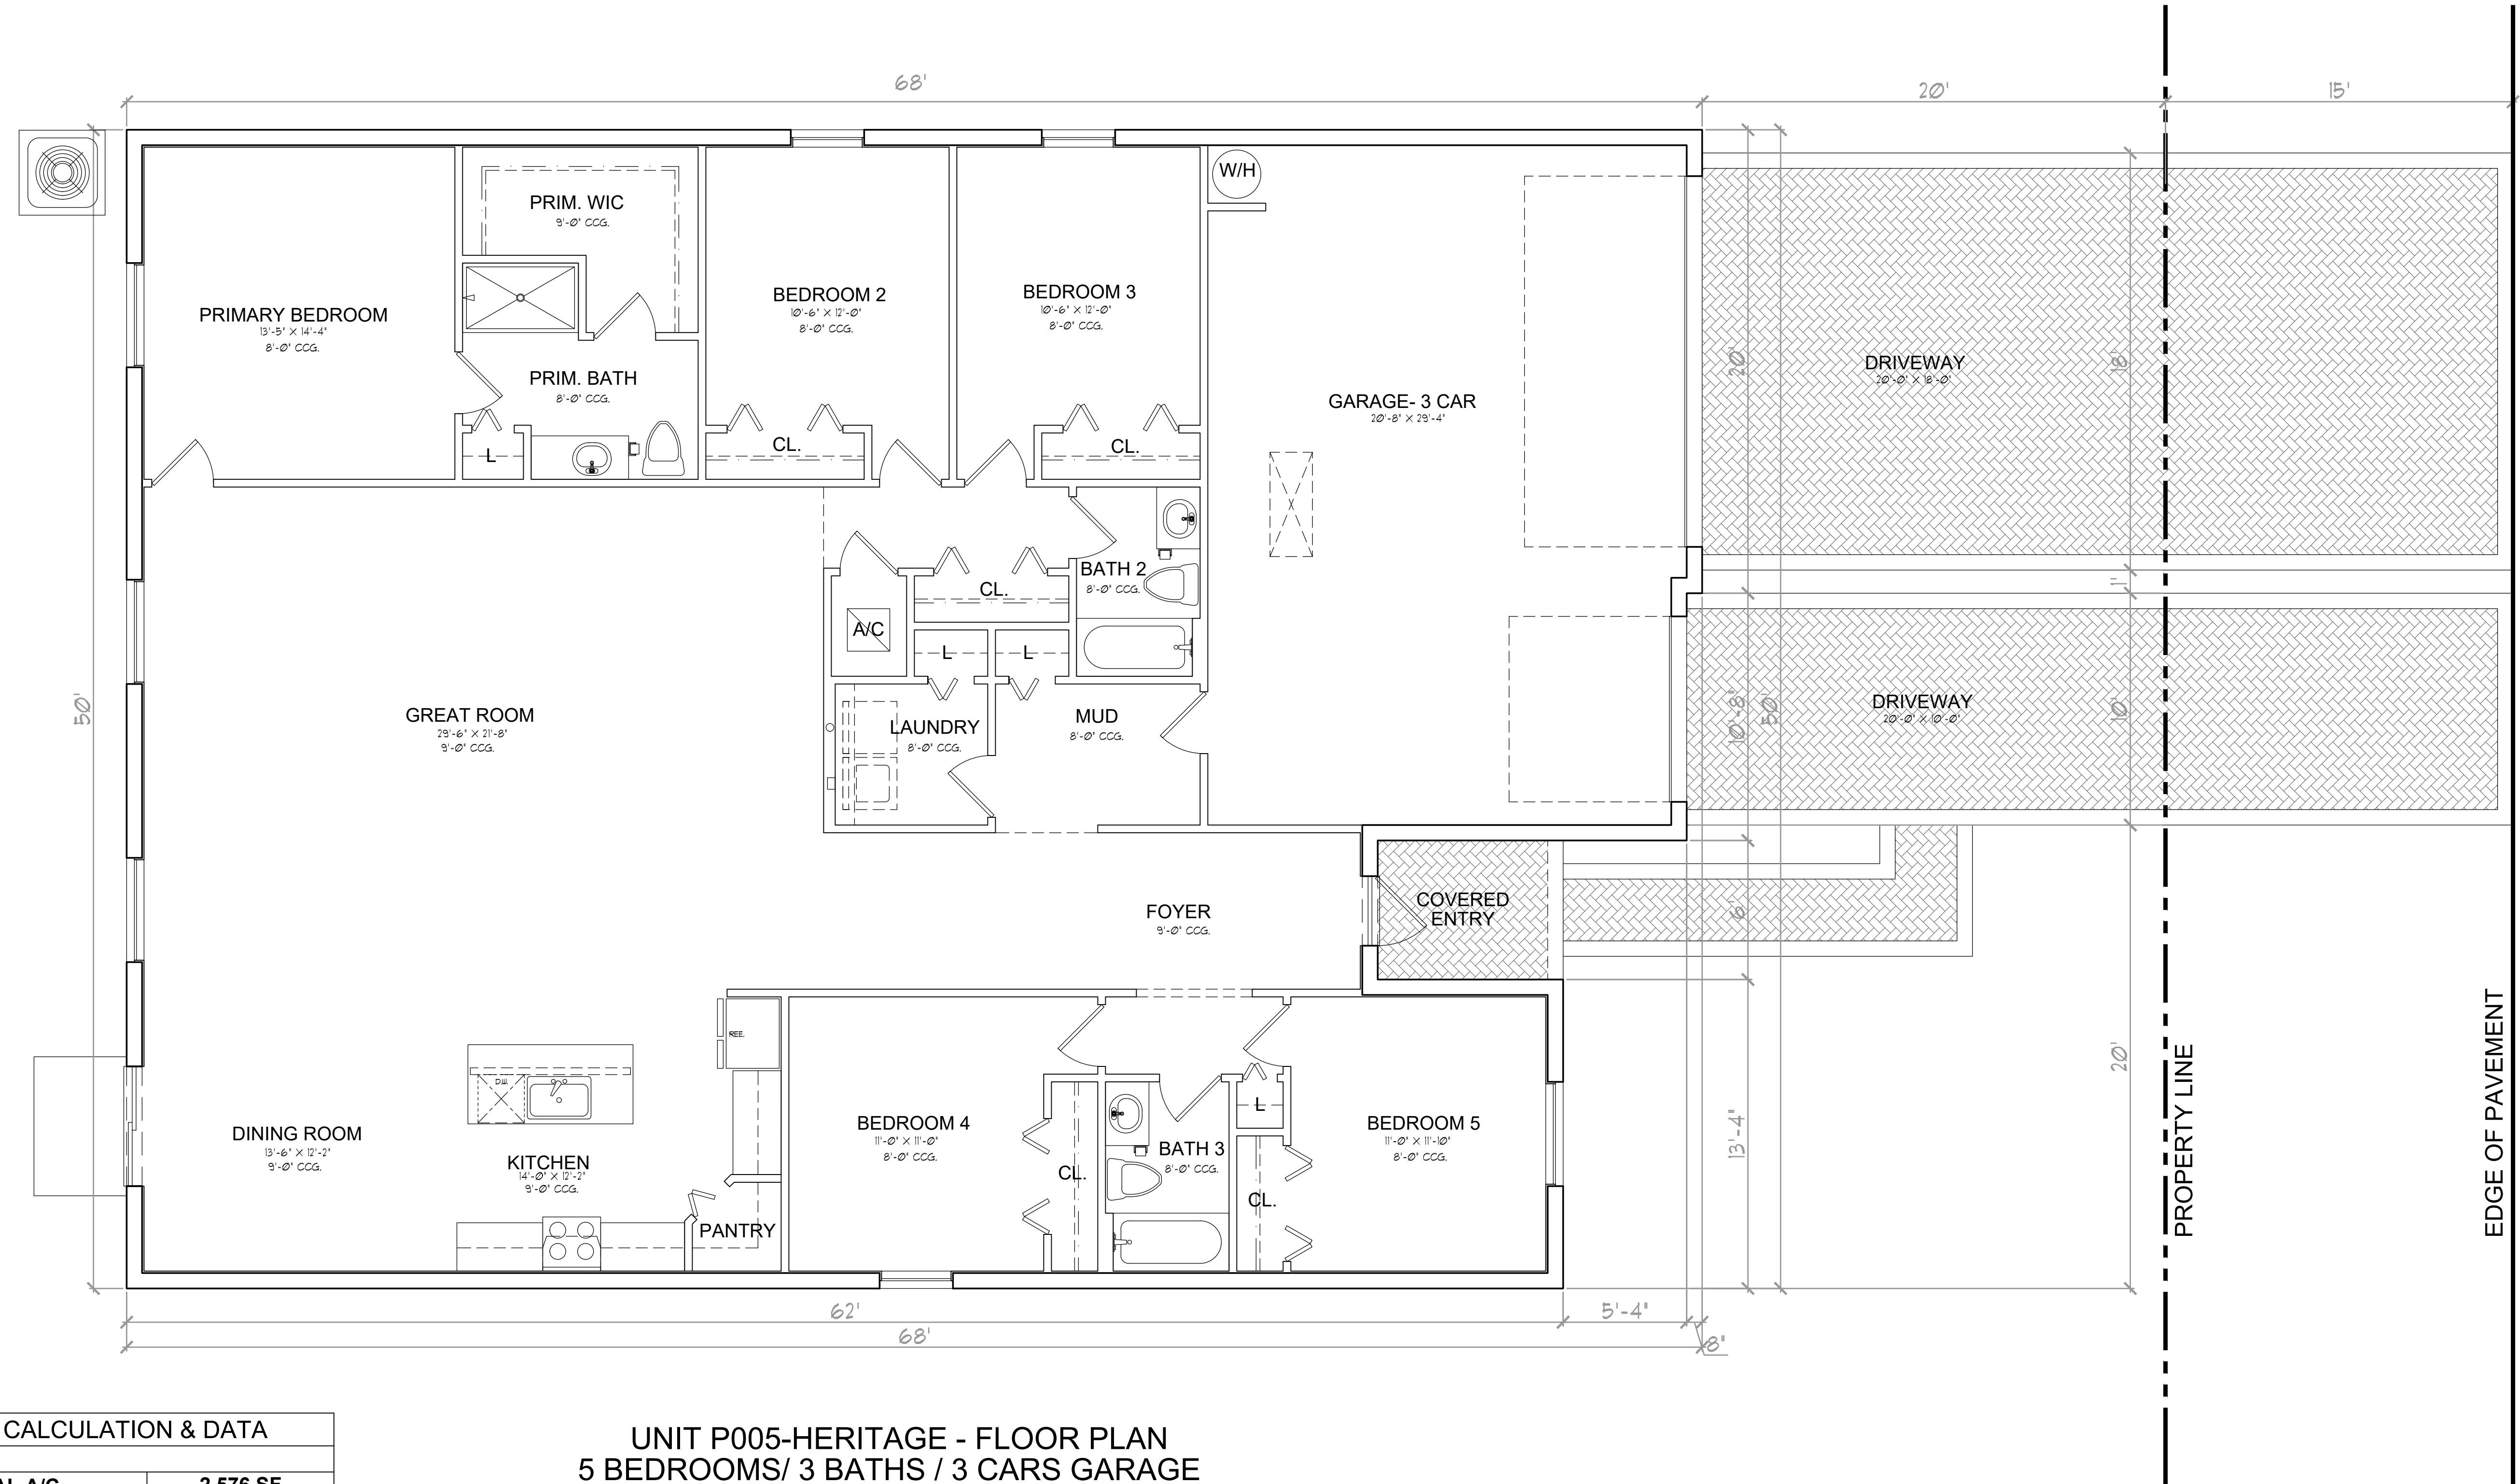 68'
20'
15'
W/H
PRIM. WIC
9'-0" CCG.
PRIMARY BEDROOM
13'-5" X 14'-4"
8'-0" CCG.
BEDROOM 2
10'-6" X 12'-0"
8'-0" CCG.
BEDROOM 3
10'-6" X 12'-0"
8'-0" CCG.
PRIM. BATH
8'-0" CCG.
GARAGE- 3 CAR
20'-8" X 29'-4"
20'
DRIVEWAY
20'-0" X 18'-0"
18'
L
CL.
CL.
BATH 2
8'-0" CCG.
CL.
1'
A/C
L
L
50'
GREAT ROOM
29'-6" X 21'-8"
9'-0" CCG.
LAUNDRY
8'-0" CCG.
MUD
8'-0" CCG.
10'-8"
50'
DRIVEWAY
20'-0" X 10'-0"
10'
FOYER
9'-0" CCG.
COVERED
ENTRY
6'
REF.
D.W.
DINING ROOM
13'-6" X 12'-2"
9'-0" CCG.
KITCHEN
14'-0" X 12'-2"
9'-0" CCG.
PANTRY
BEDROOM 4
11'-0" X 11'-0"
8'-0" CCG.
CL.
BATH 3
8'-0" CCG.
L
CL.
BEDROOM 5
11'-0" X 11'-10"
8'-0" CCG.
13'-4"
20'
PROPERTY LINE
EDGE OF PAVEMENT
62'
5'-4"
68'
8"
CALCULATION & DATA
A/C
2,576 SF
UNIT P005-HERITAGE - FLOOR PLAN
5 BEDROOMS/ 3 BATHS / 3 CARS GARAGE